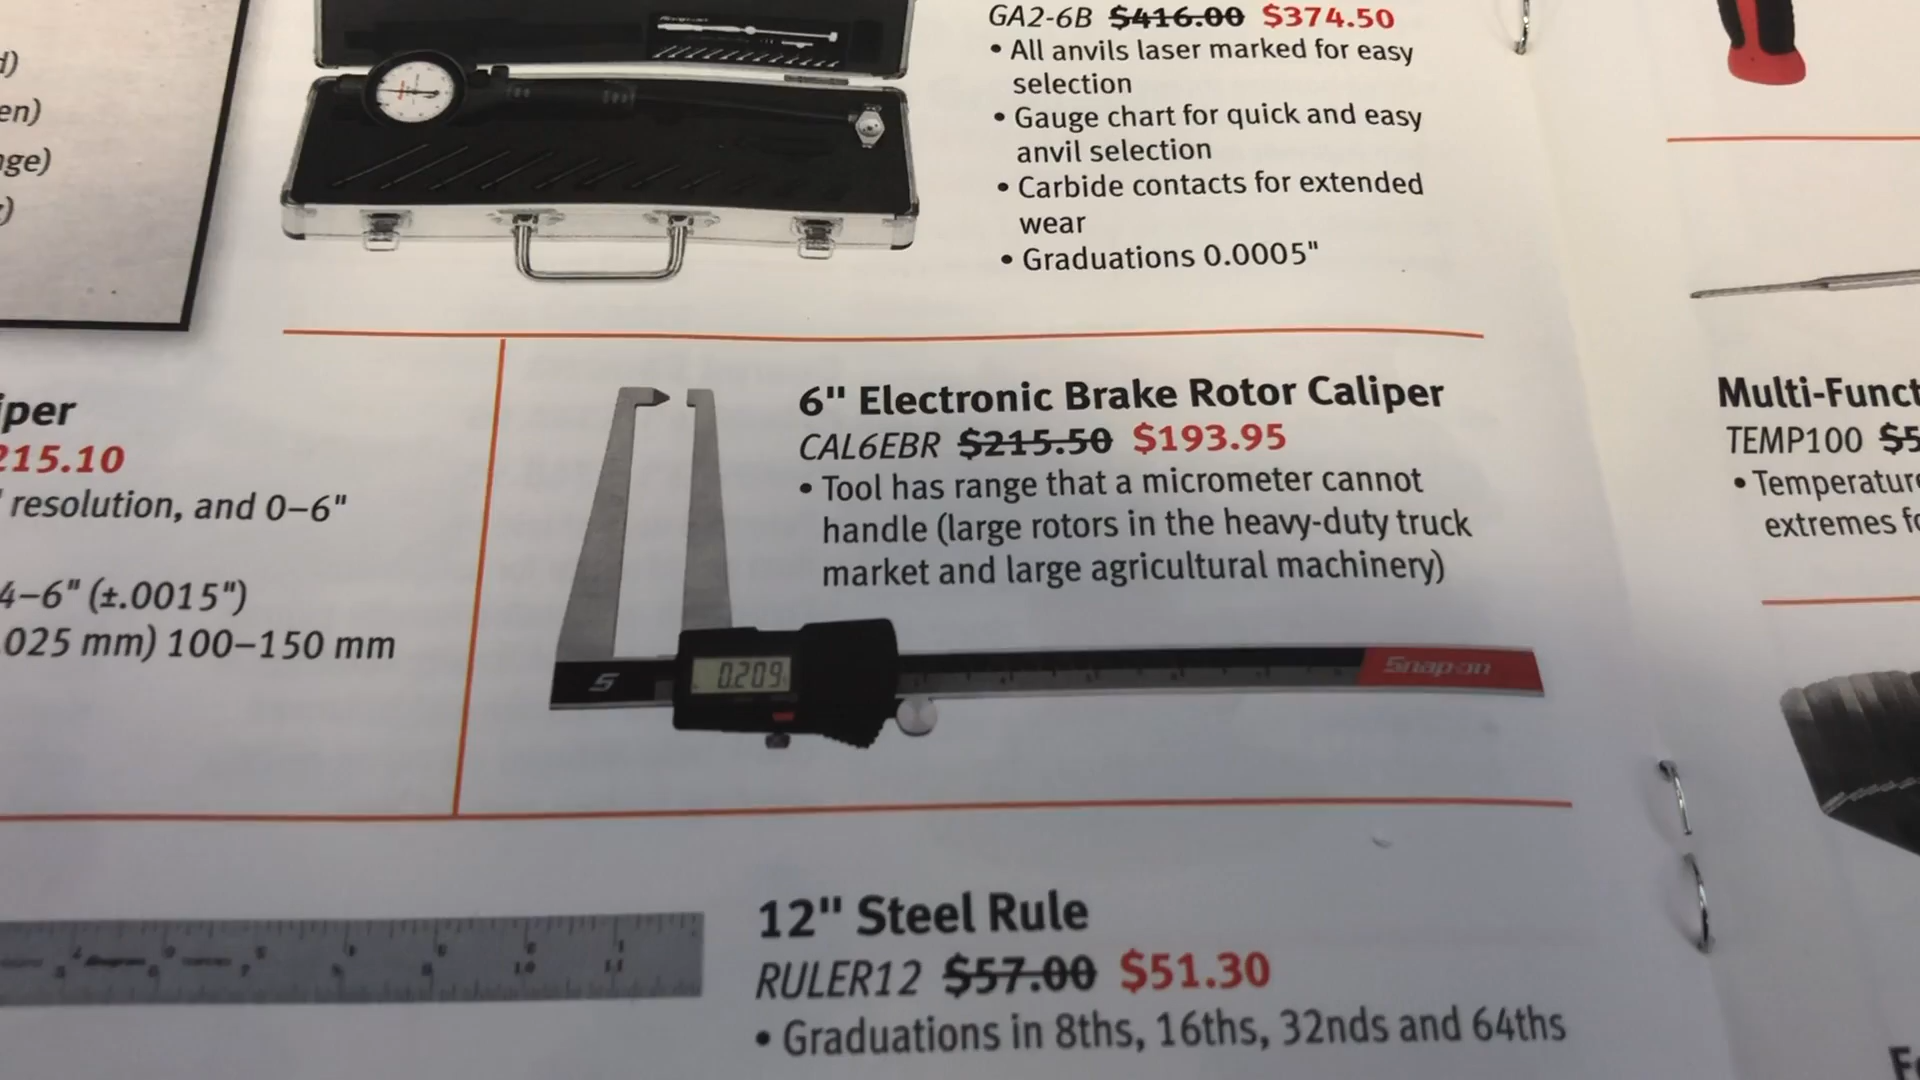 GA2-6B $416.00 $374.50
• All anvils laser marked for easy
selection
• Gauge chart for quick and easy
anvil selection
• Carbide contacts for extended
wear
• Graduations 0.0005"
215.10
resolution, and 0–6"
4–6" (±.0015")
.025 mm) 100–150 mm
6" Electronic Brake Rotor Caliper
CAL6EBR $215.50 $193.95
• Tool has range that a micrometer cannot
handle (large rotors in the heavy-duty truck
market and large agricultural machinery)
0.209
Snap-on
12" Steel Rule
RULER12 $57.00 $51.30
• Graduations in 8ths, 16ths, 32nds and 64ths
Multi-Funct
TEMP100 $5
• Temperature
extremes